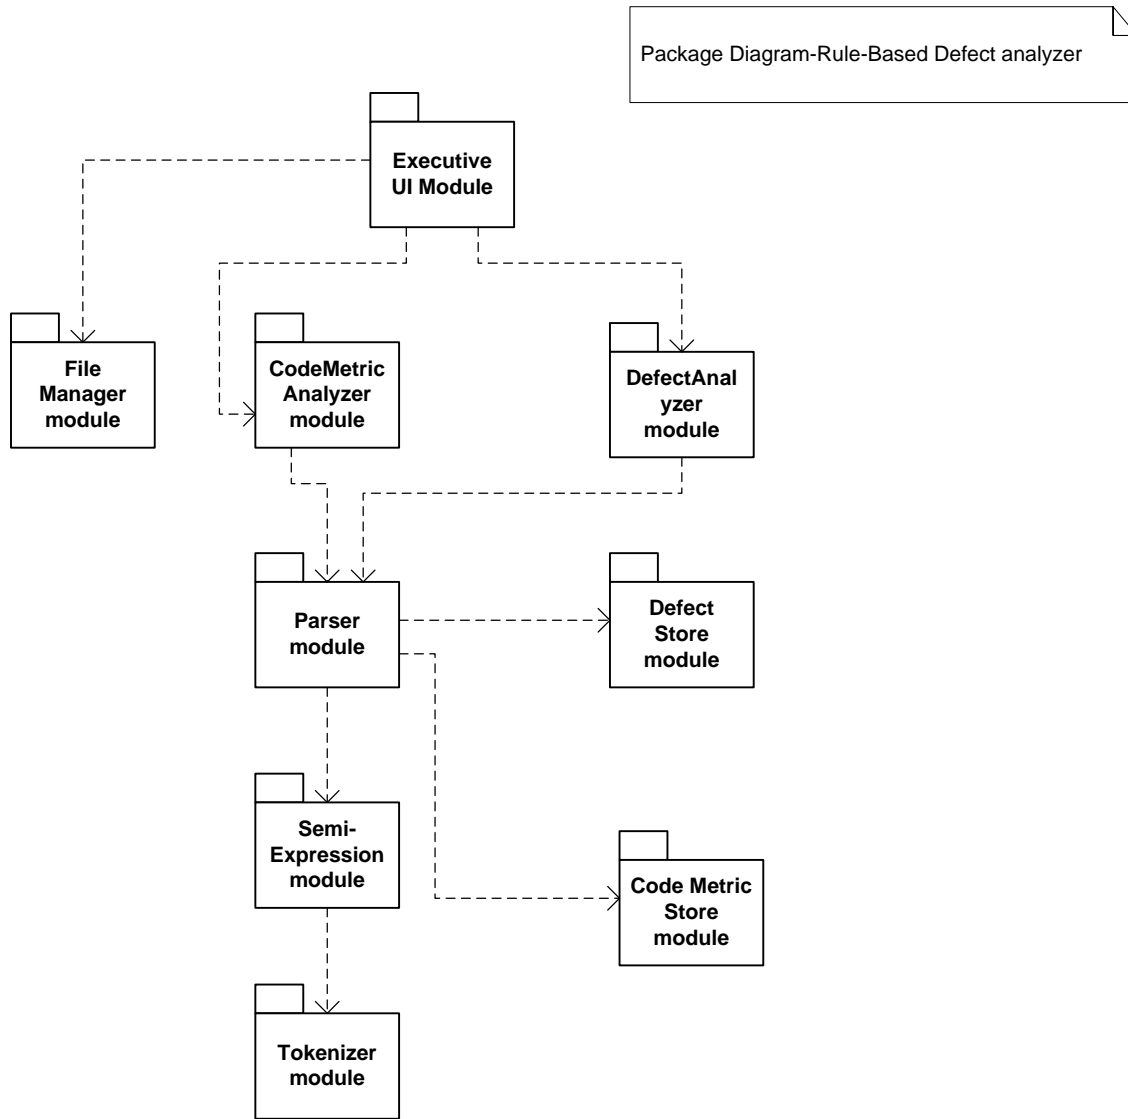 Package Diagram-Rule-Based Defect analyzer
Executive
UI Module
File
Manager
module
CodeMetric
Analyzer
module
DefectAnal
yzer
module
Parser
module
Defect
Store
module
Semi-
Expression
module
Code Metric
Store
module
Tokenizer
module